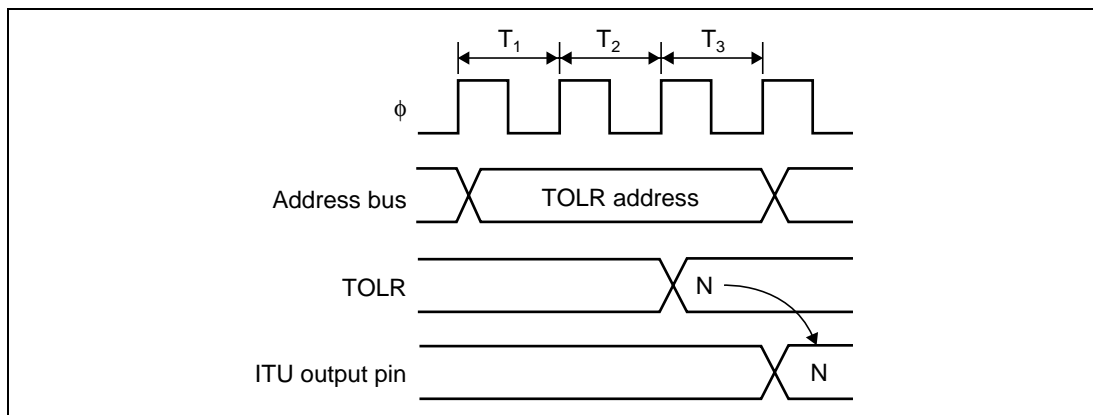 T₁ T₂ T₃
φ
Address bus TOLR address
TOLR N
ITU output pin N